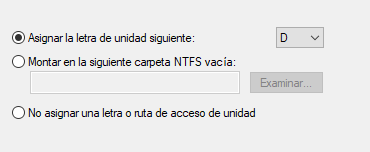 Asignar la letra de unidad siguiente: D
Montar en la siguiente carpeta NTFS vacía:
Examinar...
No asignar una letra o ruta de acceso de unidad